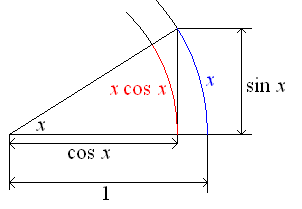 x
x cos x
sin x
x
cos x
1